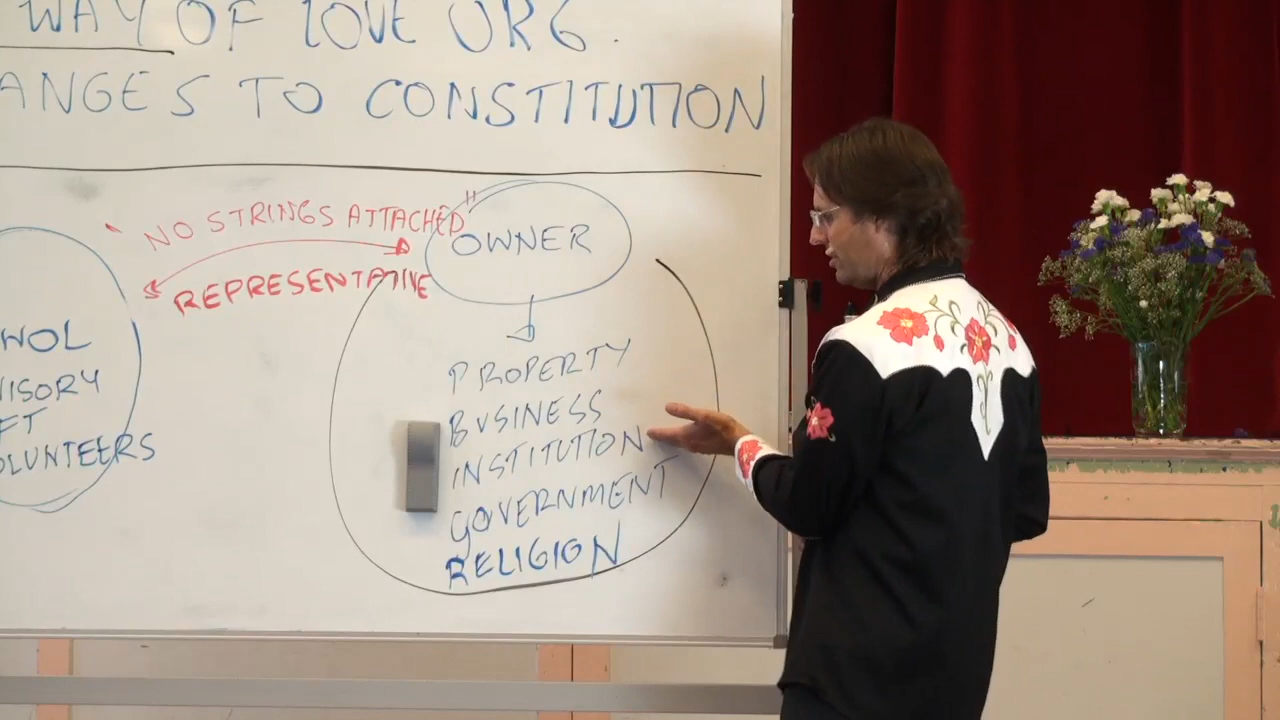 WAY OF LOVE ORG.
ANGES TO CONSTITUTION
"NO STRINGS ATTACHED"
REPRESENTATIVE
OWNER
WOL
VISORY
FT
OLUNTEERS
PROPERTY
BUSINESS
INSTITUTION
GOVERNMENT
RELIGION